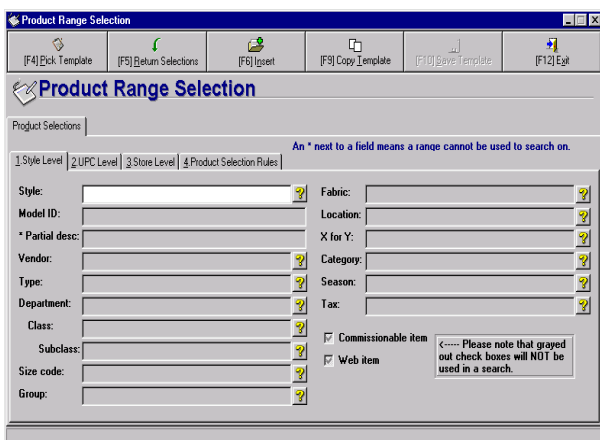 Product Range Selection
[F4] Pick Template [F5] Return Selections [F6] Insert [F9] Copy Template [F10] Save Template [F12] Exit
Product Range Selection
Product Selections
An * next to a field means a range cannot be used to search on.
1.Style Level 2 UPC Level 3.Store Level 4.Product Selection Rules
Style: ? Fabric: ?
Model ID: Location: ?
* Partial desc: X for Y: ?
Vendor: ? Category: ?
Type: ? Season: ?
Department: ? Tax: ?
Class: ?
Commissionable item
Subclass: ?
Web item
<----- Please note that grayed
out check boxes will NOT be
used in a search.
Size code: ?
Group: ?